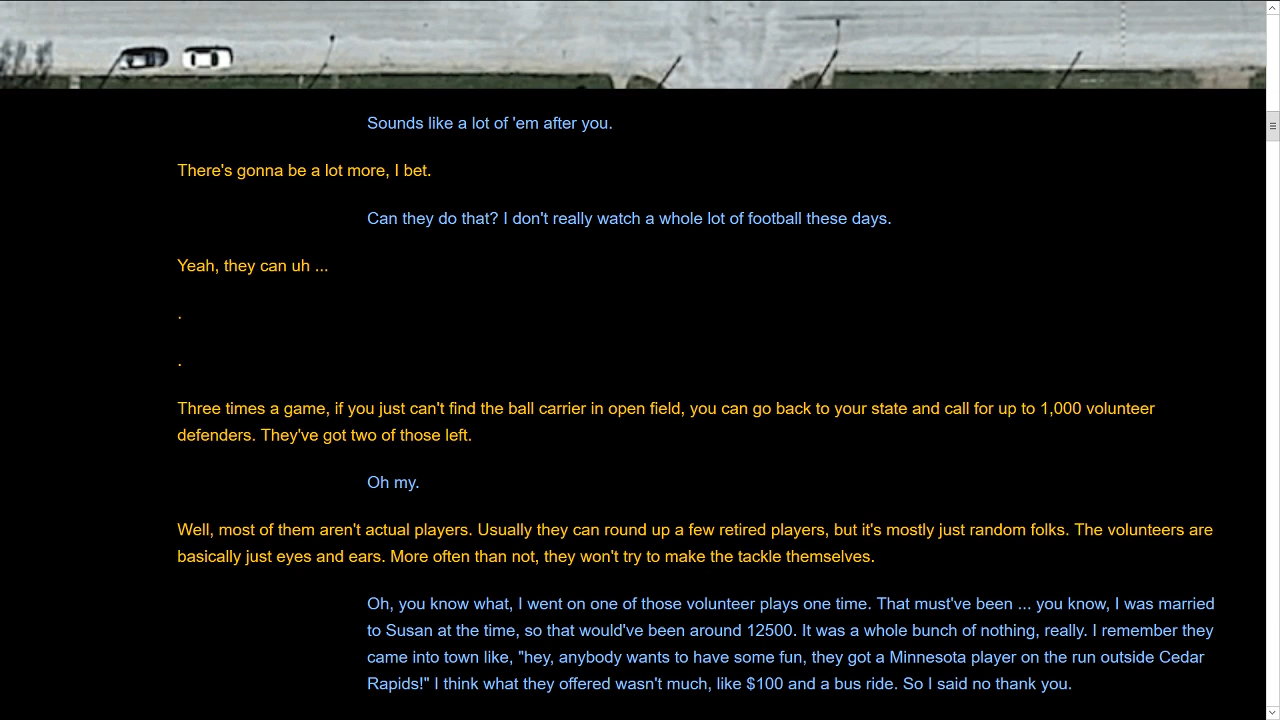 Sounds like a lot of 'em after you.
There's gonna be a lot more, I bet.
Can they do that? I don't really watch a whole lot of football these days.
Yeah, they can uh ...
.
.
Three times a game, if you just can't find the ball carrier in open field, you can go back to your state and call for up to 1,000 volunteer
defenders. They've got two of those left.
Oh my.
Well, most of them aren't actual players. Usually they can round up a few retired players, but it's mostly just random folks. The volunteers are
basically just eyes and ears. More often than not, they won't try to make the tackle themselves.
Oh, you know what, I went on one of those volunteer plays one time. That must've been ... you know, I was married
to Susan at the time, so that would've been around 12500. It was a whole bunch of nothing, really. I remember they
came into town like, "hey, anybody wants to have some fun, they got a Minnesota player on the run outside Cedar
Rapids!" I think what they offered wasn't much, like $100 and a bus ride. So I said no thank you.